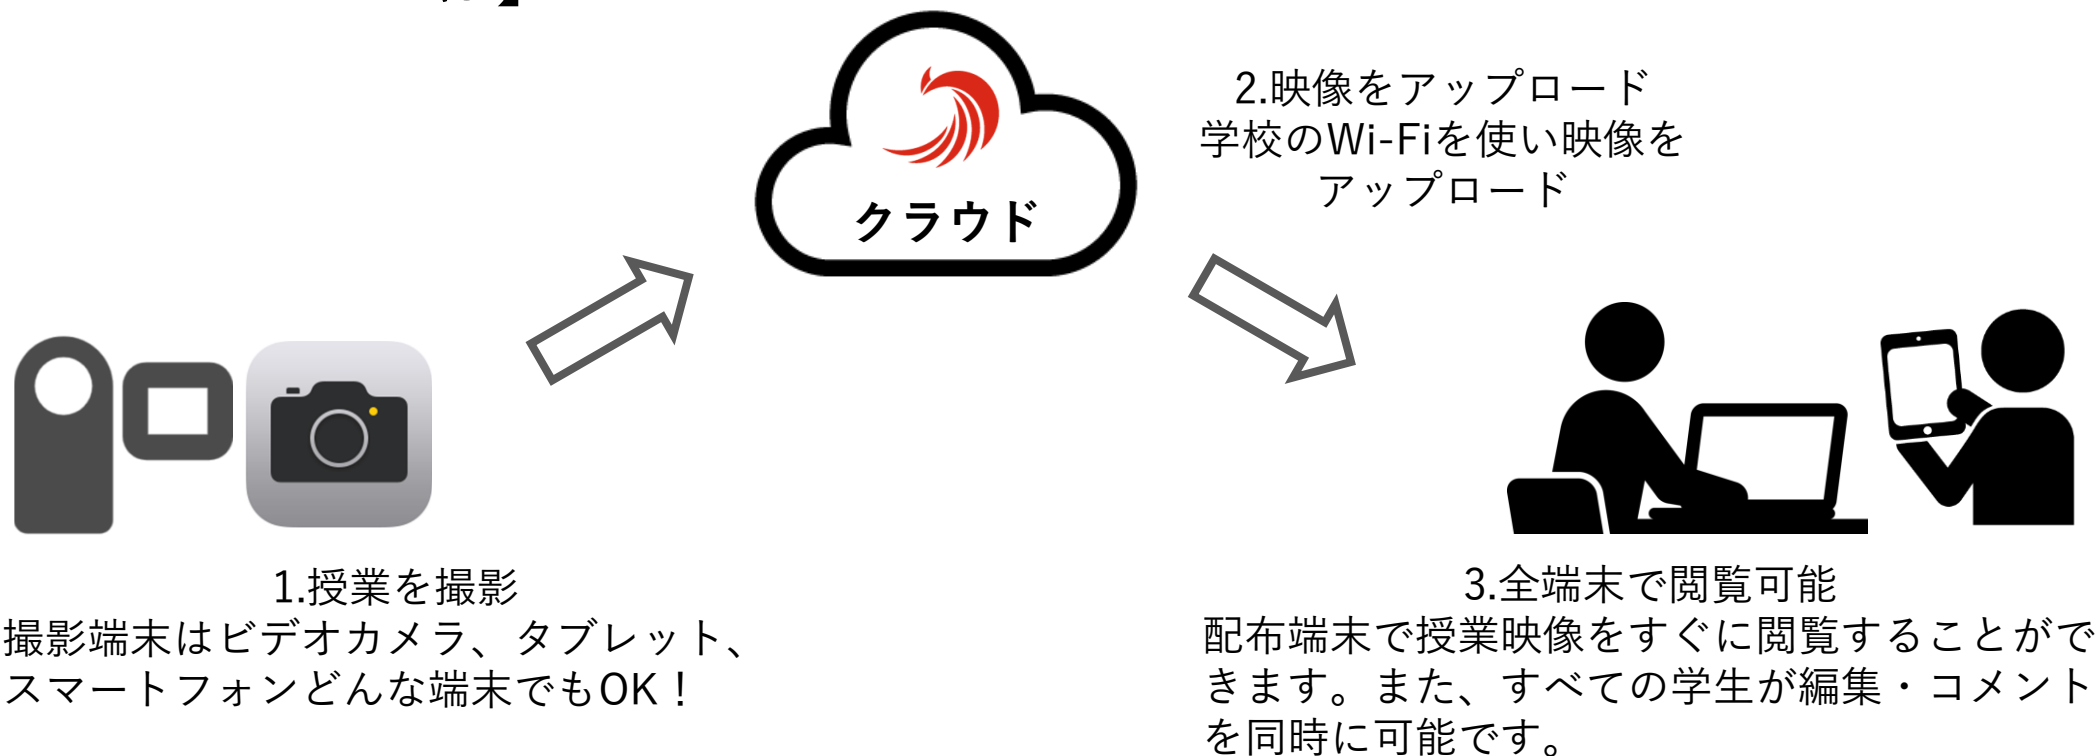 クラウド
2.映像をアップロード
学校のWi-Fiを使い映像を
アップロード
1.授業を撮影
撮影端末はビデオカメラ、タブレット、
スマートフォンどんな端末でもOK！
3.全端末で閲覧可能
配布端末で授業映像をすぐに閲覧することがで
きます。また、すべての学生が編集・コメント
を同時に可能です。